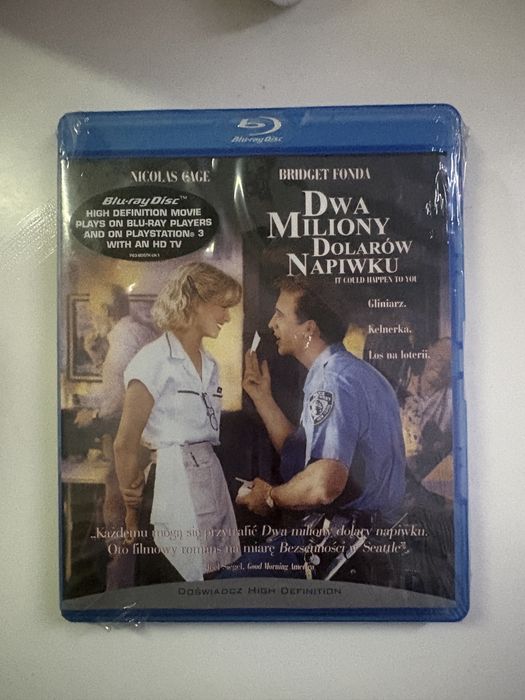 Blu-ray Disc
NICOLAS CAGE
BRIDGET FONDA
Blu-ray Disc™
HIGH DEFINITION MOVIE
PLAYS ON BLU-RAY PLAYERS
AND ON PLAYSTATION® 3
WITH AN HD TV
DWA
MILIONY
DOLARÓW
NAPIWKU
IT COULD HAPPEN TO YOU
Gliniarz.
Kelnerka.
Los na loterii.
„Każdemu mogą się przytrafić Dwa miliony dolarów napiwku.
Oto filmowy romans na miarę Bezsenności w Seattle”.
Joel Siegel, Good Morning America
DOŚWIADCZ HIGH DEFINITION